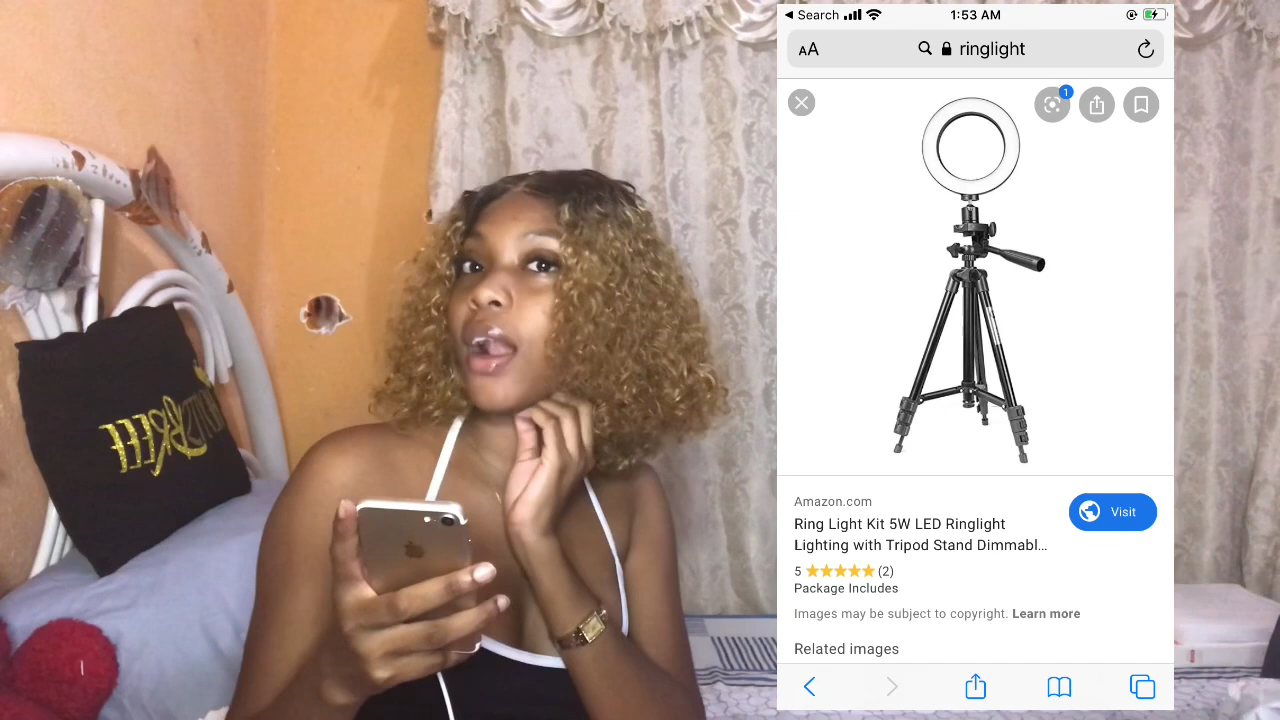 Search
1:53 AM
AA
ringlight
1
Amazon.com
Ring Light Kit 5W LED Ringlight
Lighting with Tripod Stand Dimmabl...
Visit
5 ★★★★★ (2)
Package Includes
Images may be subject to copyright. Learn more
Related images